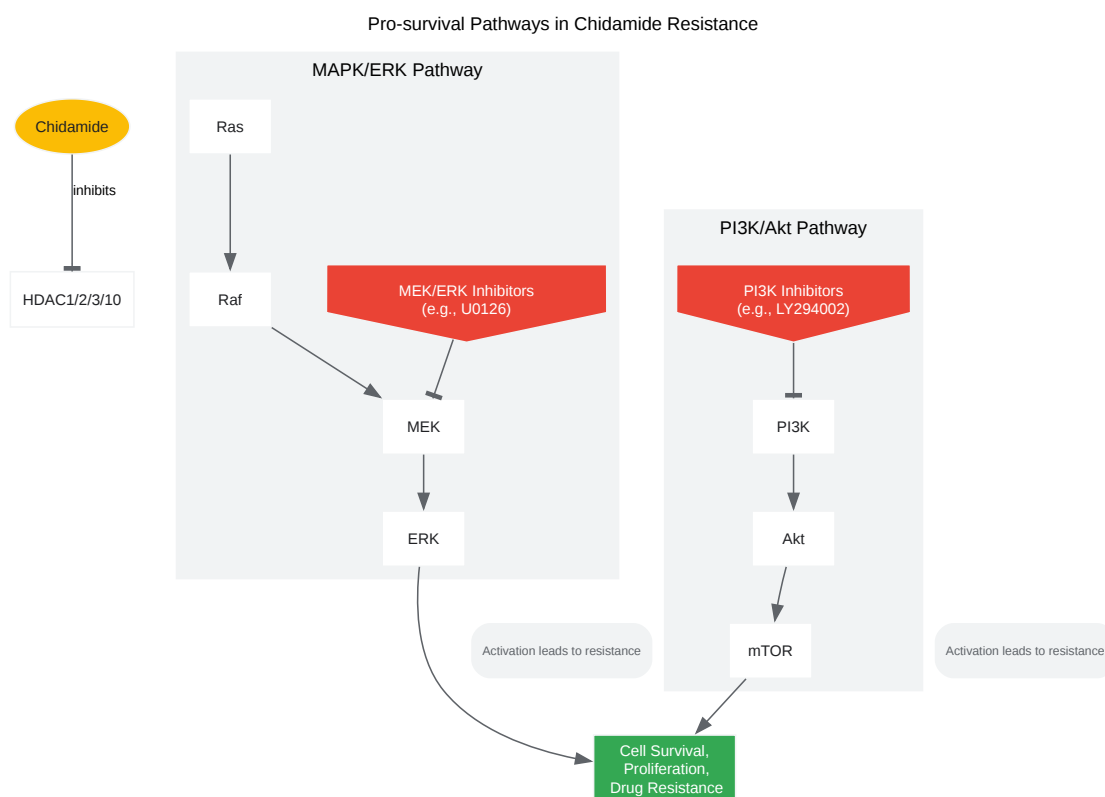 Pro-survival Pathways in Chidamide Resistance
MAPK/ERK Pathway
Chidamide
inhibits
HDAC1/2/3/10
Ras
Raf
MEK/ERK Inhibitors
(e.g., U0126)
MEK
ERK
PI3K/Akt Pathway
PI3K Inhibitors
(e.g., LY294002)
PI3K
Akt
mTOR
Activation leads to resistance
Activation leads to resistance
Cell Survival,
Proliferation,
Drug Resistance